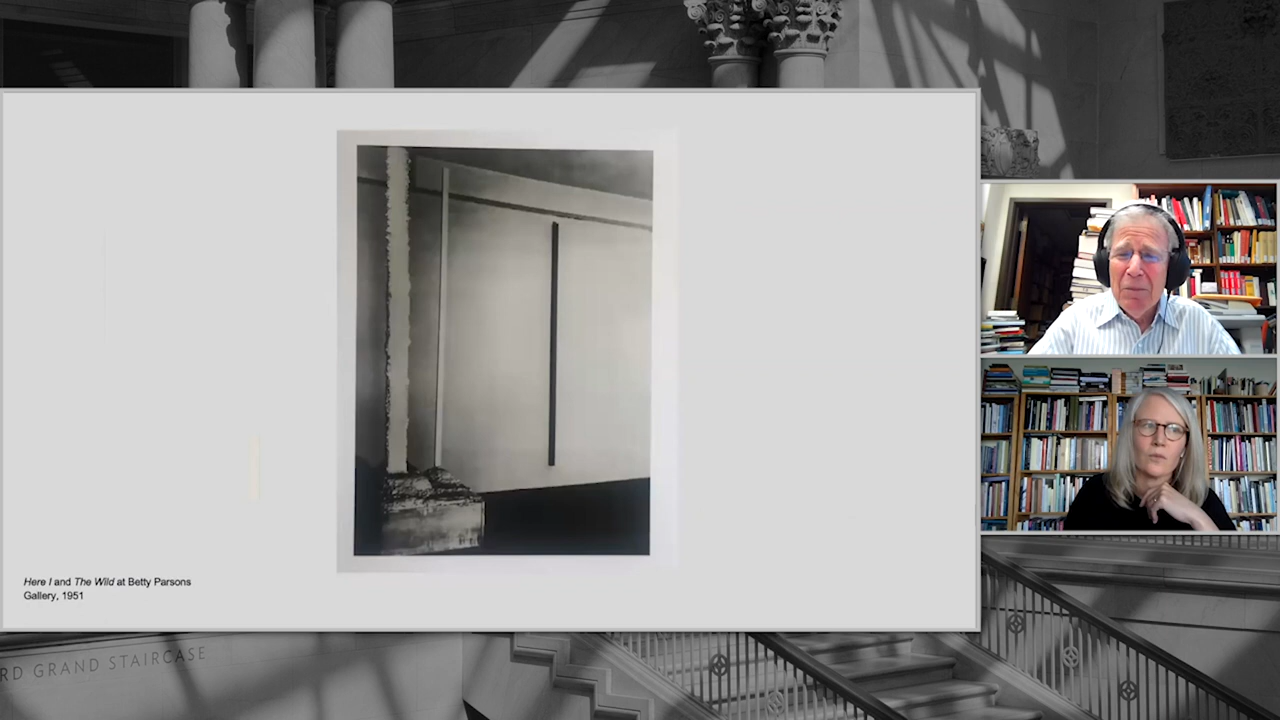 Here I and The Wild at Betty Parsons
Gallery, 1951
RD GRAND STAIRCASE